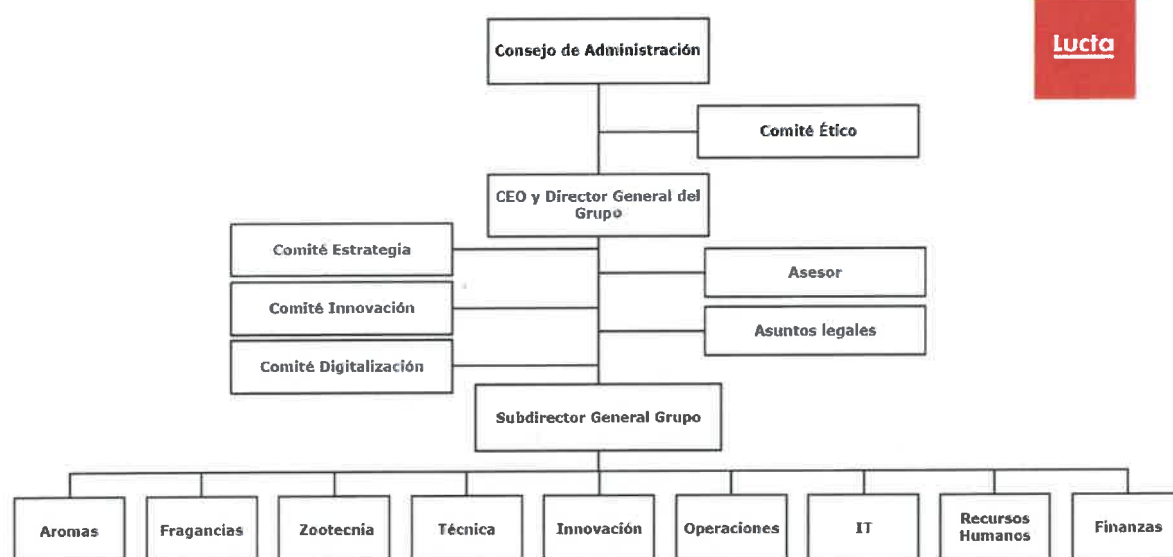 Lucta
Consejo de Administración
Comité Ético
CEO y Director General del
Grupo
Comité Estrategia
Asesor
Comité Innovación
Asuntos legales
Comité Digitalización
Subdirector General Grupo
Aromas
Fragancias
Zootecnia
Técnica
Innovación
Operaciones
IT
Recursos
Humanos
Finanzas